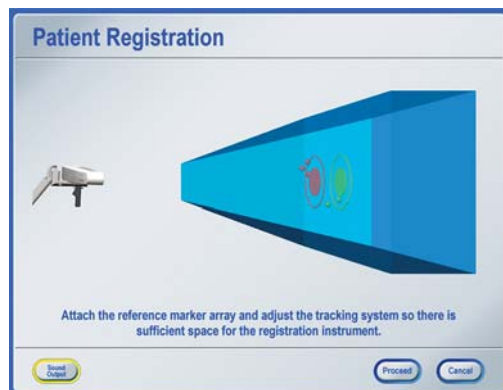 Patient Registration
Attach the reference marker array and adjust the tracking system so there is
sufficient space for the registration instrument.
Sound
Output
Proceed
Cancel